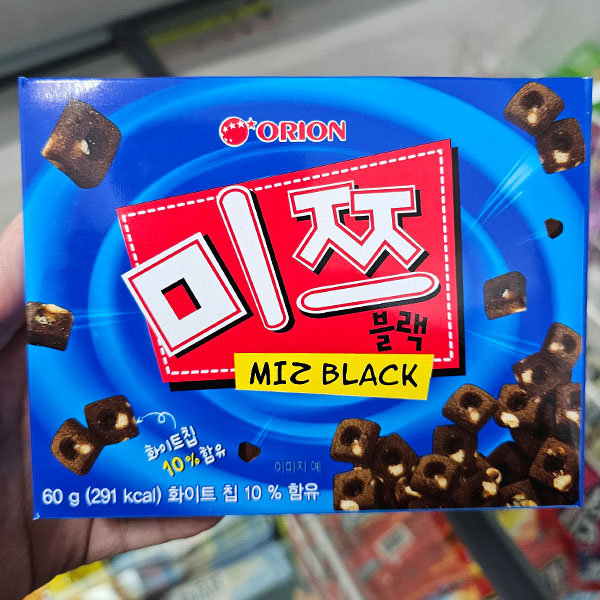 ORION
미쯔
블랙
MIZ BLACK
화이트칩
10% 함유
이미지 예
60 g (291 kcal) 화이트 칩 10 % 함유